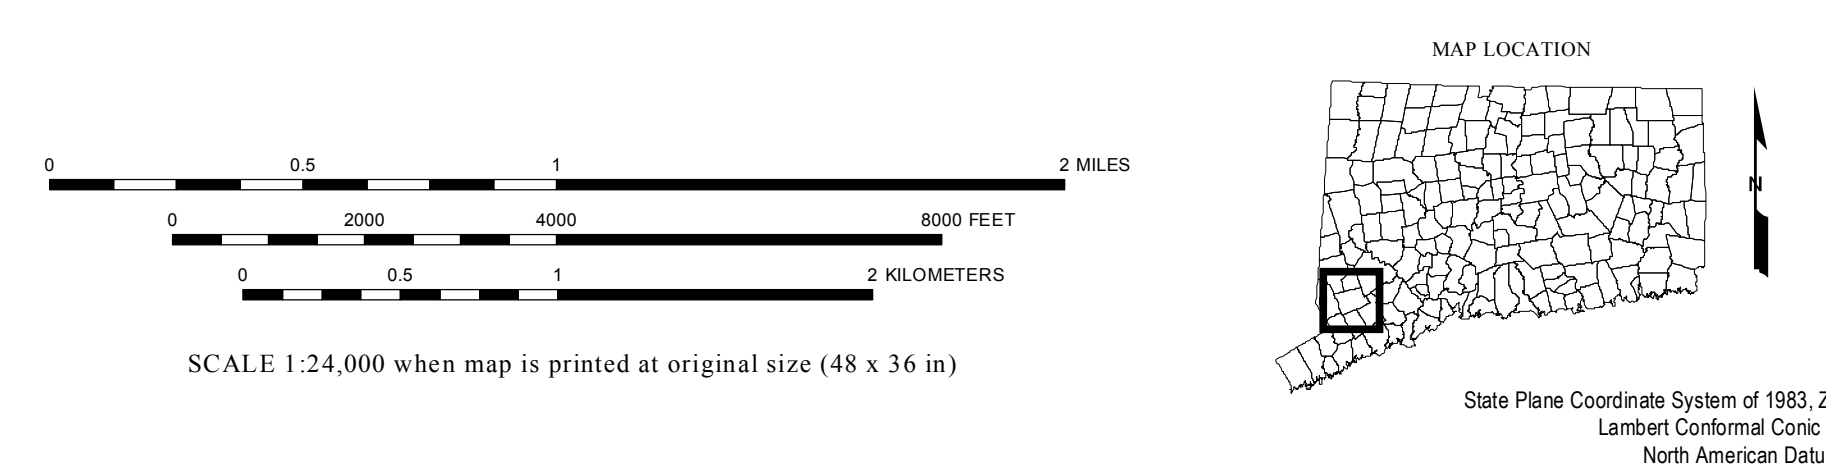 MAP LOCATION
0 0.5 1 2 MILES
0 2000 4000 8000 FEET
0 0.5 1 2 KILOMETERS
SCALE 1:24,000 when map is printed at original size (48 x 36 in)
N
State Plane Coordinate System of 1983, Z
Lambert Conformal Conic
North American Datu